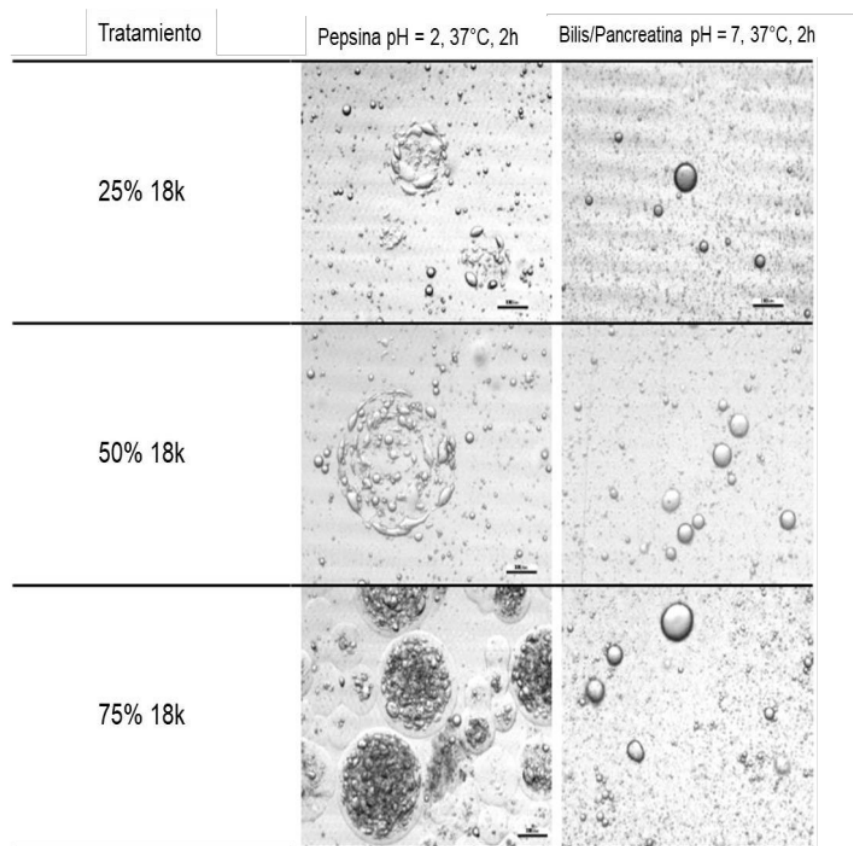 Tratamiento
Pepsina pH = 2, 37°C, 2h
Bilis/Pancreatina pH = 7, 37°C, 2h
25% 18k
50% 18k
75% 18k